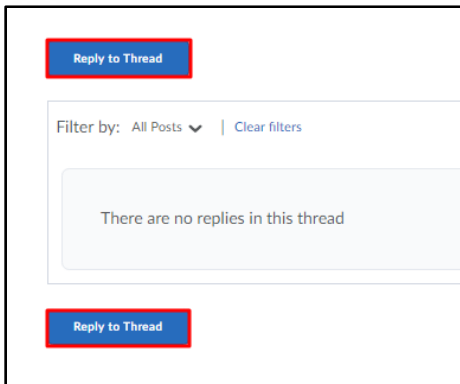 Reply to Thread
Filter by: All Posts | Clear filters
There are no replies in this thread
Reply to Thread